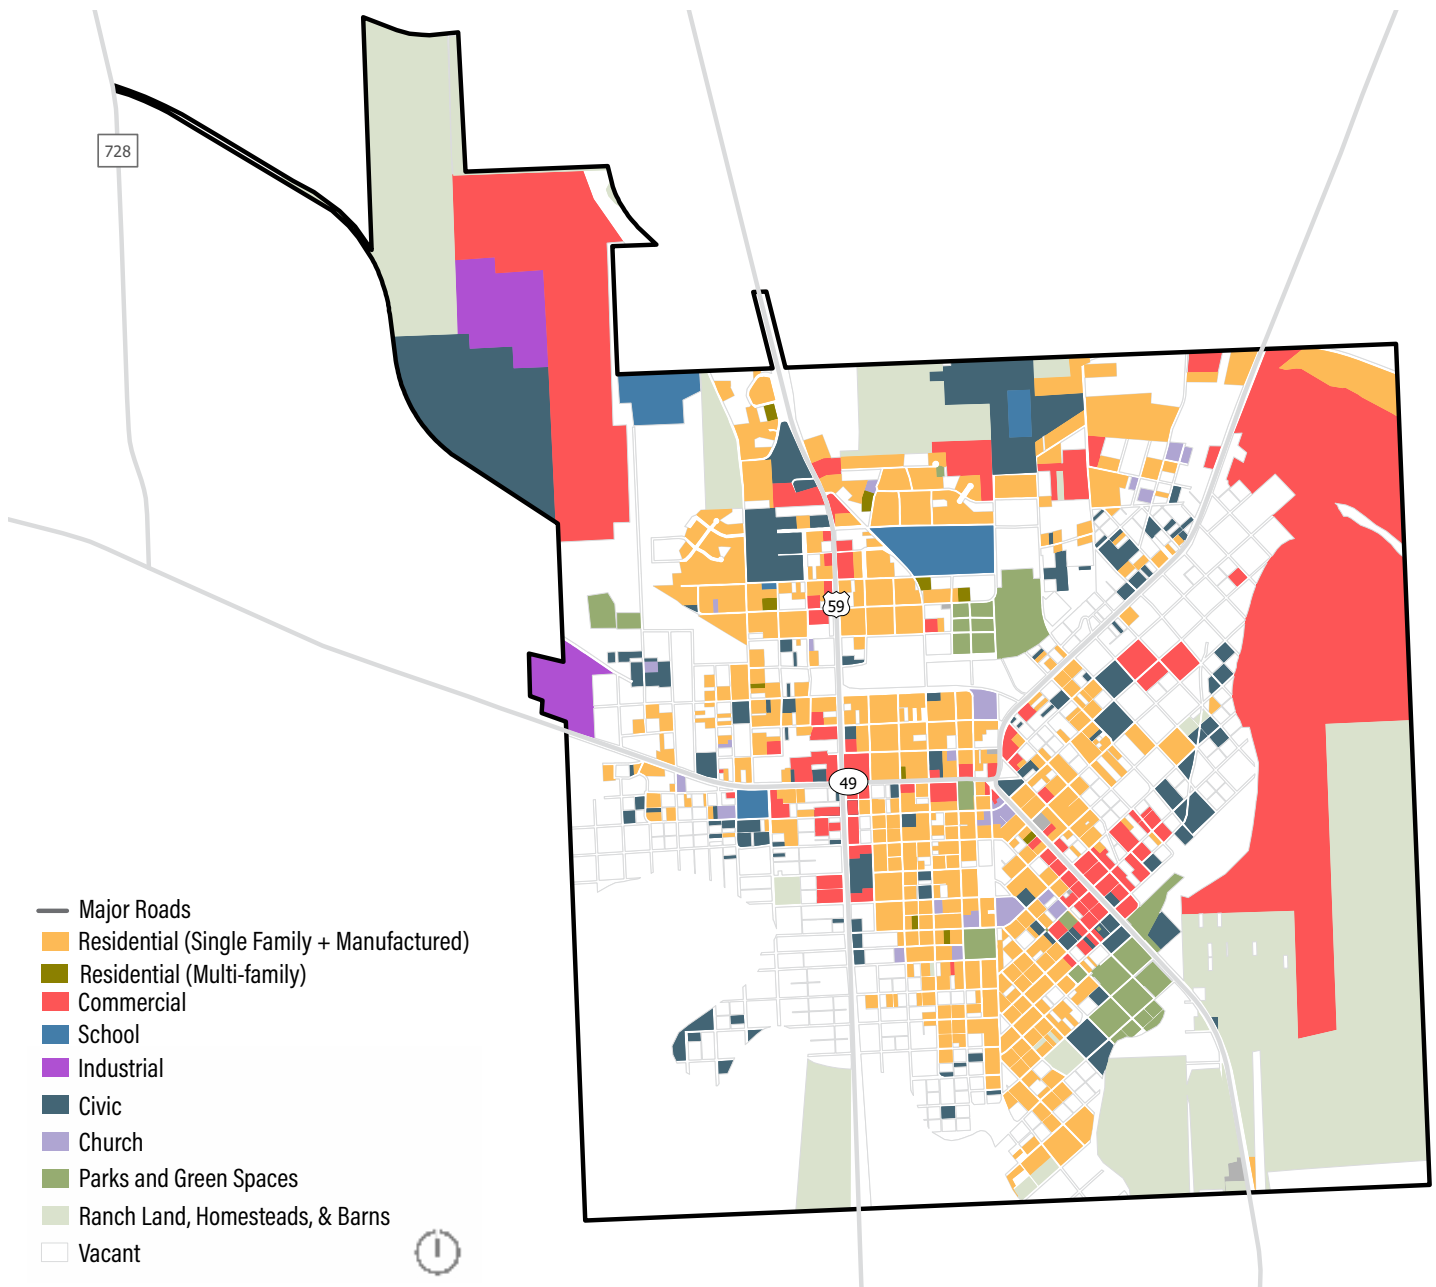 728
59
49
Major Roads
Residential (Single Family + Manufactured)
Residential (Multi-family)
Commercial
School
Industrial
Civic
Church
Parks and Green Spaces
Ranch Land, Homesteads, & Barns
Vacant